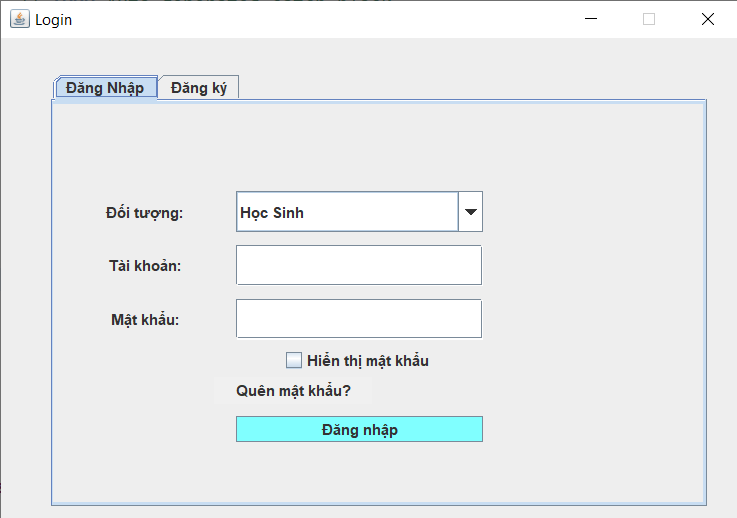 Login
Đăng Nhập Đăng ký
Đối tượng: Học Sinh
Tài khoản:
Mật khẩu:
Hiển thị mật khẩu
Quên mật khẩu?
Đăng nhập